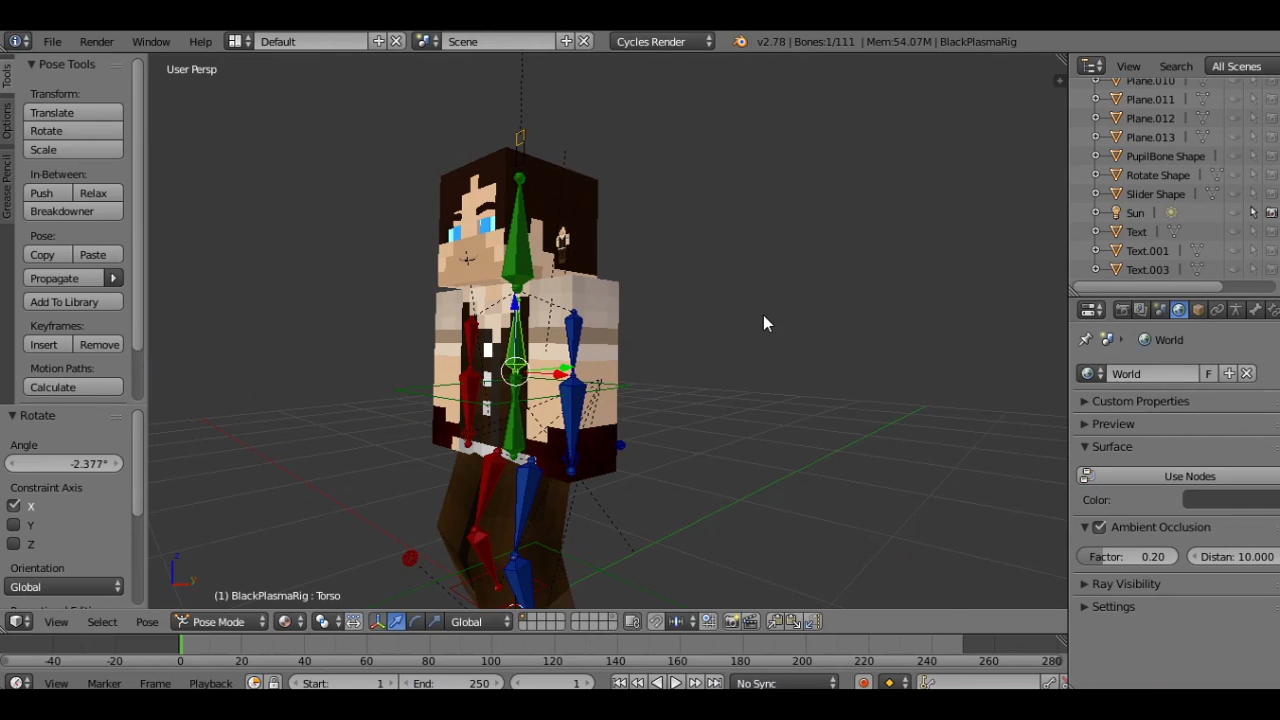 File Render Window Help Default Scene Cycles Render v2.78 | Bones:1/111 | Mem:54.07M | BlackPlasmaRig
Tools
Options
Grease Pencil
Pose Tools
Transform:
Translate
Rotate
Scale
In-Between:
Push Relax
Breakdowner
Pose:
Copy Paste
Propagate
Add To Library
Keyframes:
Insert Remove
Motion Paths:
Calculate
Rotate
Angle
-2.377°
Constraint Axis
X
Y
Z
Orientation
Global
User Persp
z
y
(1) BlackPlasmaRig : Torso
View Select Pose Pose Mode Global
-40 -20 0 20 40 60 80 100 120 140 160 180 200 220 240 260 280
View Marker Frame Playback Start: 1 End: 250 1 No Sync
View Search All Scenes
Plane.010
Plane.011
Plane.012
Plane.013
PupilBone Shape
Rotate Shape
Slider Shape
Sun
Text
Text.001
Text.003
World
World F
Custom Properties
Preview
Surface
Use Nodes
Color:
Ambient Occlusion
Factor: 0.20 Distan: 10.000
Ray Visibility
Settings